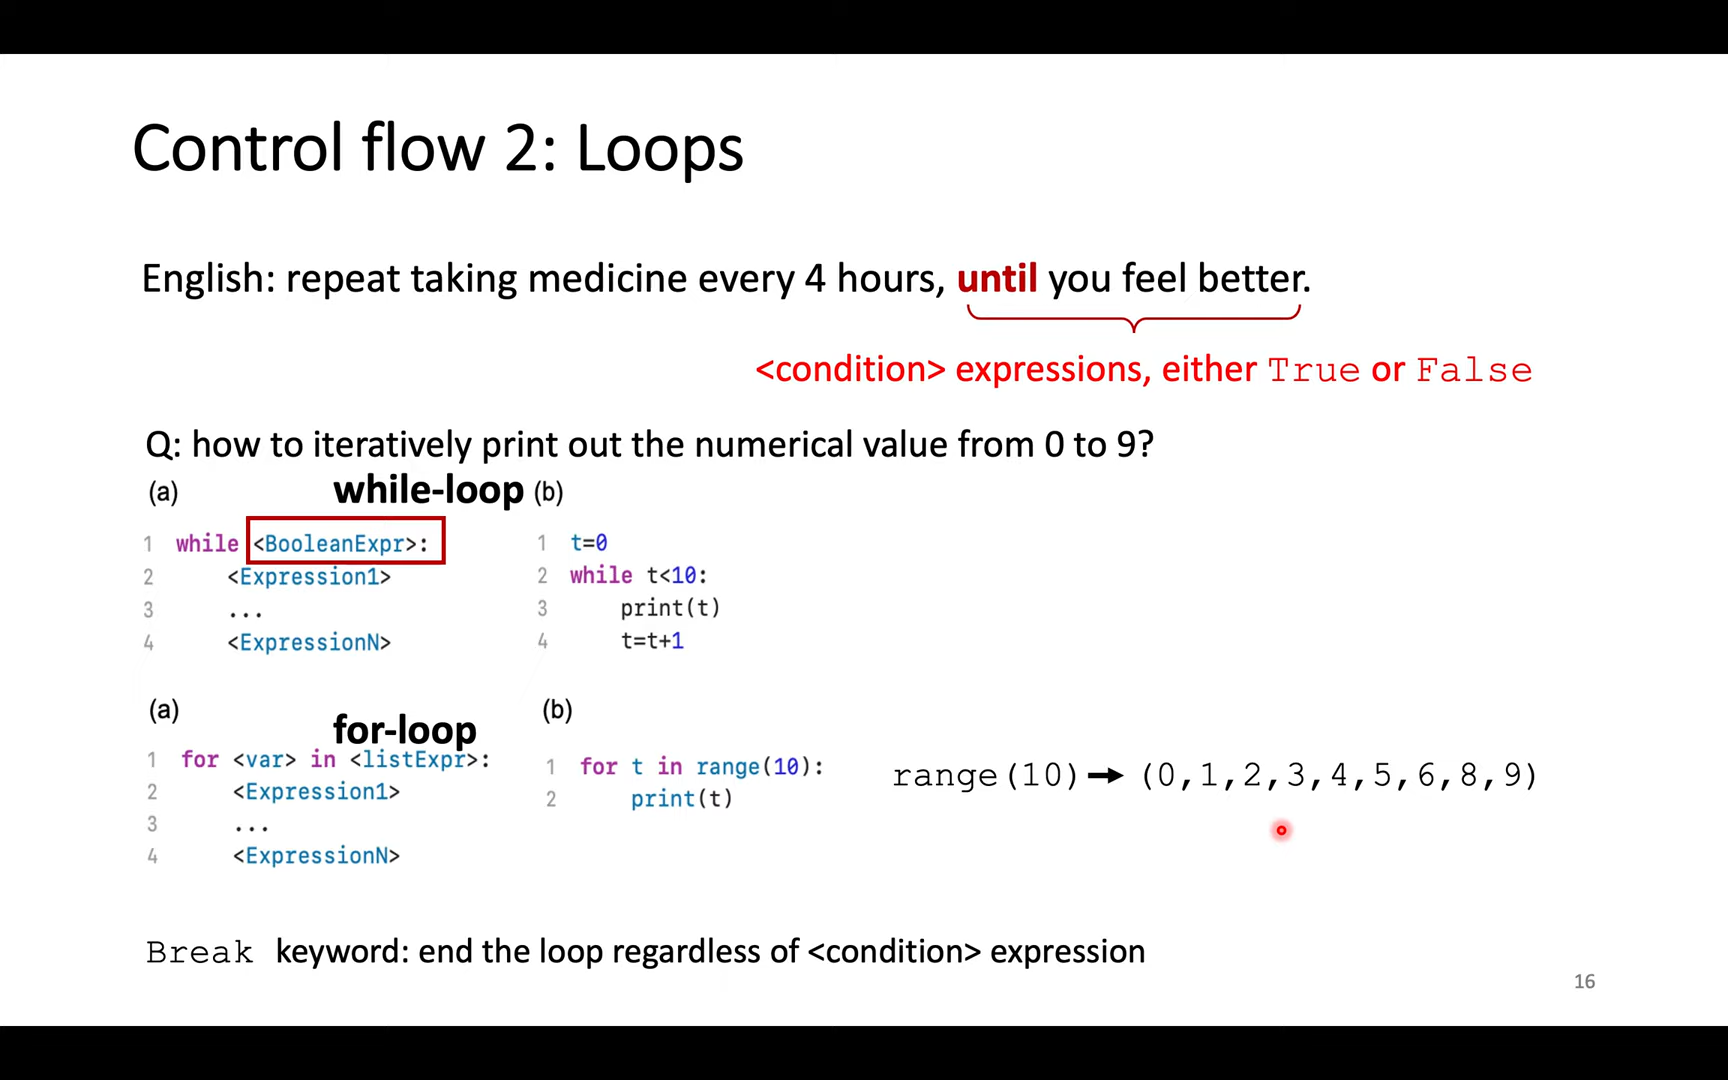 Control flow 2: Loops
English: repeat taking medicine every 4 hours, until you feel better.
<condition> expressions, either True or False
Q: how to iteratively print out the numerical value from 0 to 9?
(a) while-loop (b)
1 while <BooleanExpr>:
2 <Expression1>
3 ...
4 <ExpressionN>
1 t=0
2 while t<10:
3 print(t)
4 t=t+1
(a) for-loop (b)
1 for <var> in <listExpr>:
2 <Expression1>
3 ...
4 <ExpressionN>
1 for t in range(10):
2 print(t)
range(10)→(0,1,2,3,4,5,6,8,9)
Break keyword: end the loop regardless of <condition> expression
16